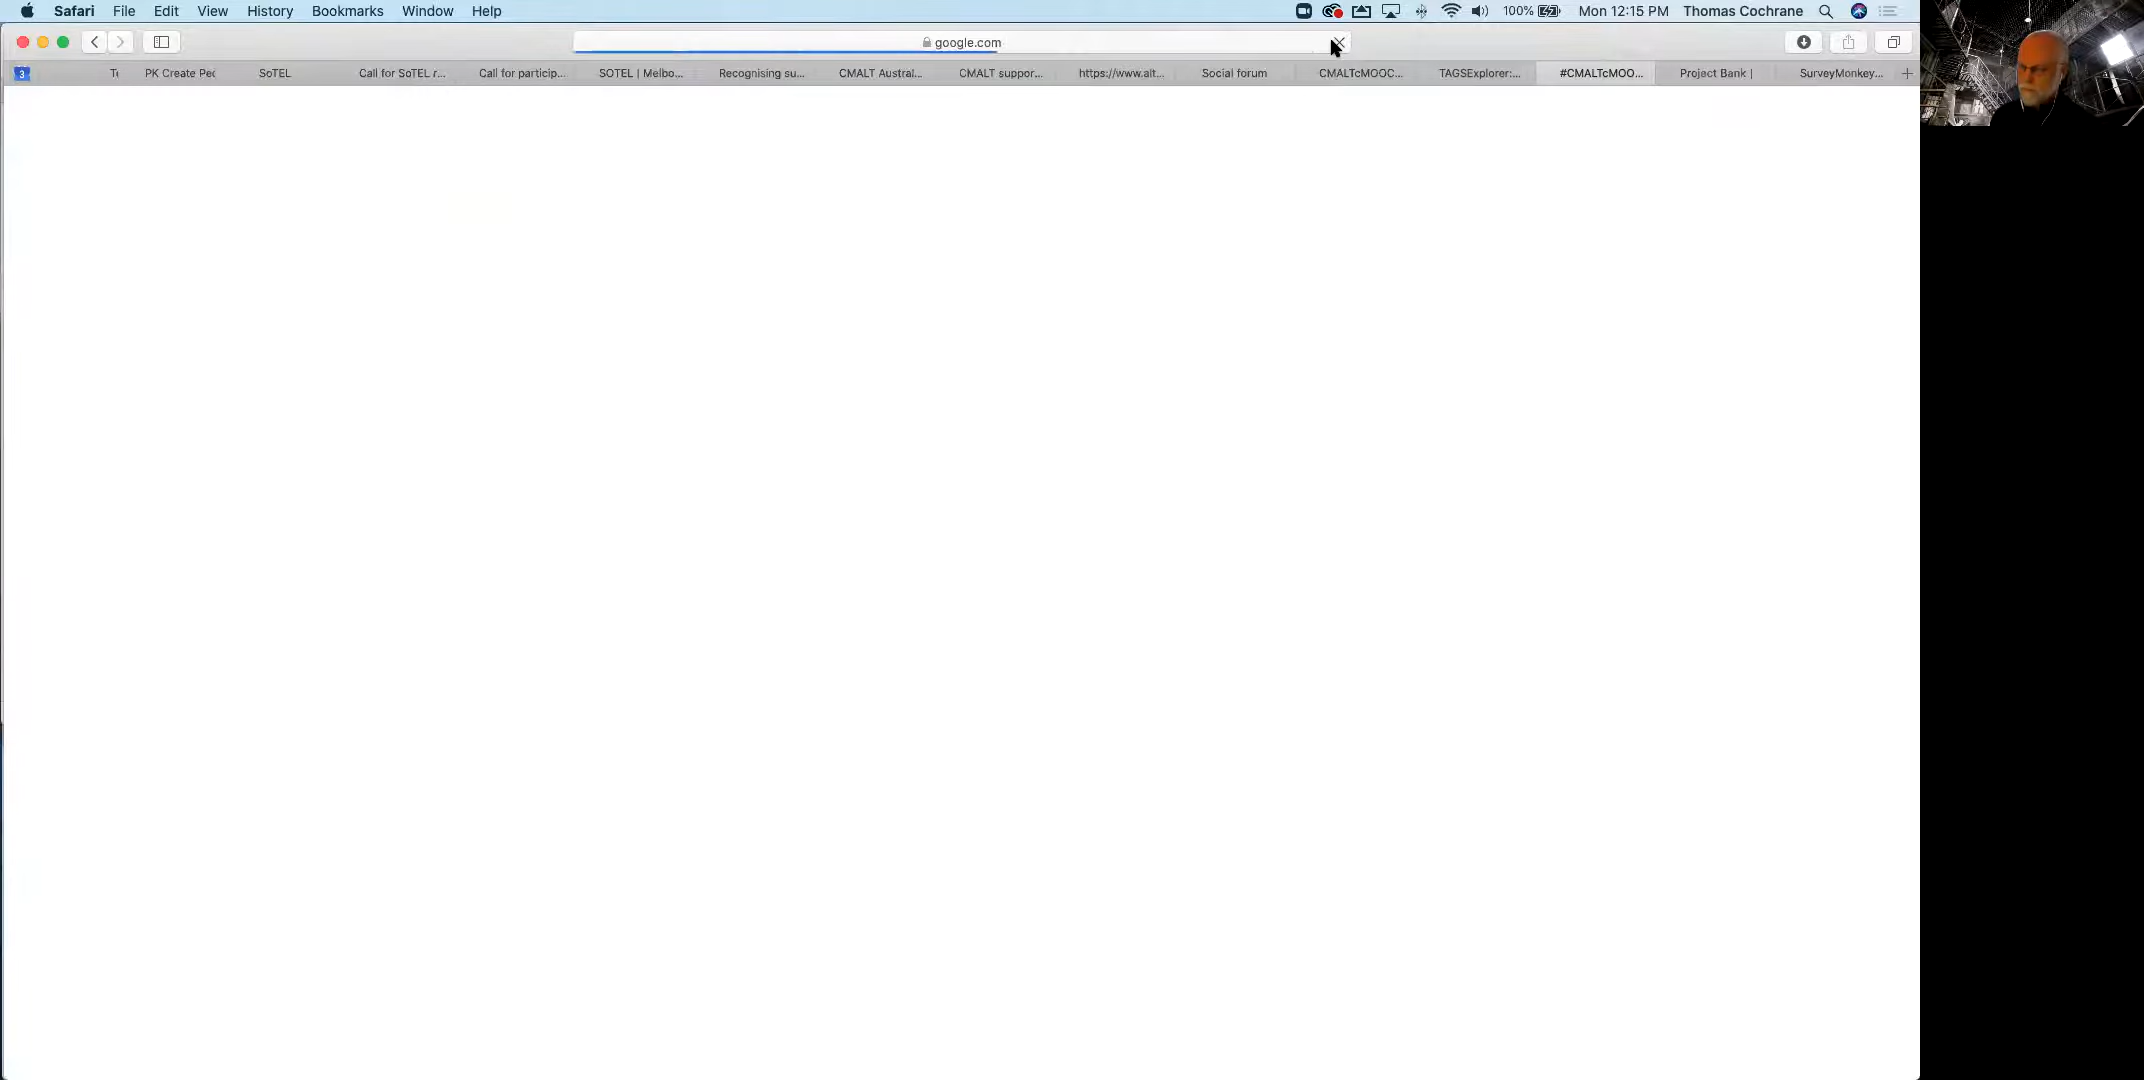 Safari File Edit View History Bookmarks Window Help 100% Mon 12:15 PM Thomas Cochrane
google.com
3 PK Create Pec SoTEL Call for SoTEL r... Call for particip... SOTEL | Melbo... Recognising su... CMALT Austral... CMALT suppor... https://www.alt... Social forum CMALTcMOOC... TAGSExplorer:... #CMALTcMOO... Project Bank | SurveyMonkey...